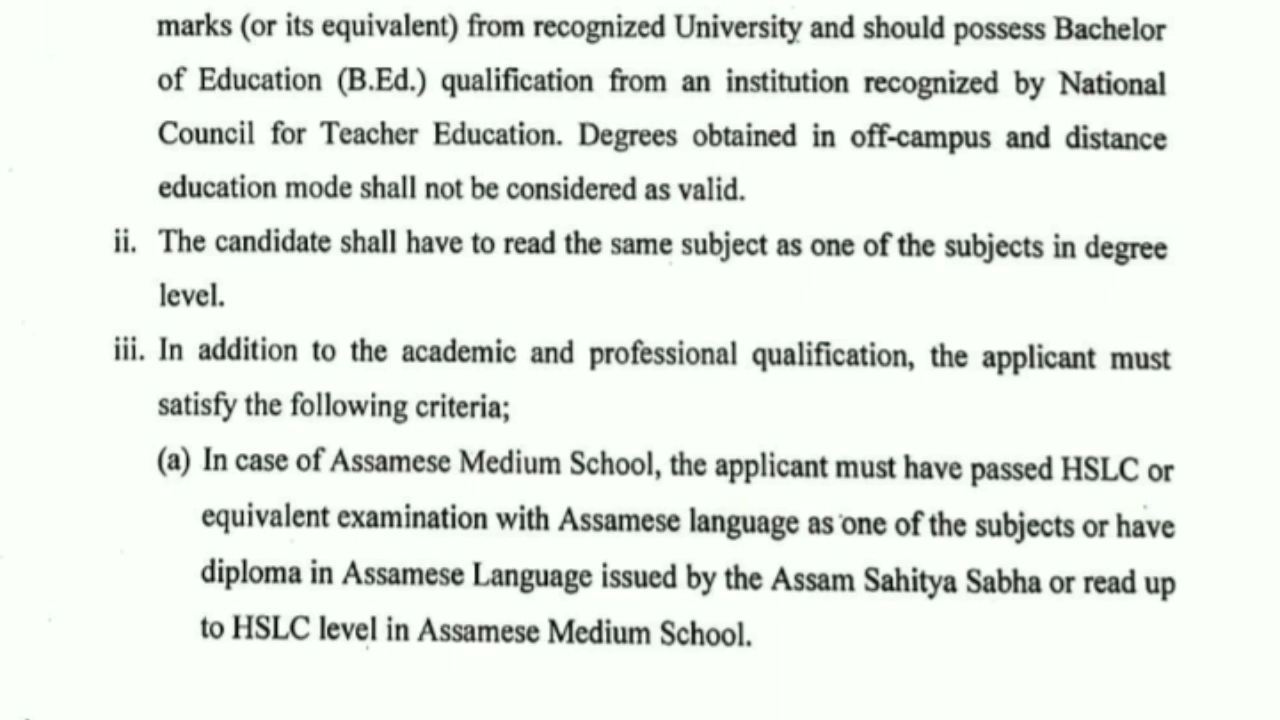 marks (or its equivalent) from recognized University and should possess Bachelor
of Education (B.Ed.) qualification from an institution recognized by National
Council for Teacher Education. Degrees obtained in off-campus and distance
education mode shall not be considered as valid.
ii. The candidate shall have to read the same subject as one of the subjects in degree
level.
iii. In addition to the academic and professional qualification, the applicant must
satisfy the following criteria;
(a) In case of Assamese Medium School, the applicant must have passed HSLC or
equivalent examination with Assamese language as one of the subjects or have
diploma in Assamese Language issued by the Assam Sahitya Sabha or read up
to HSLC level in Assamese Medium School.